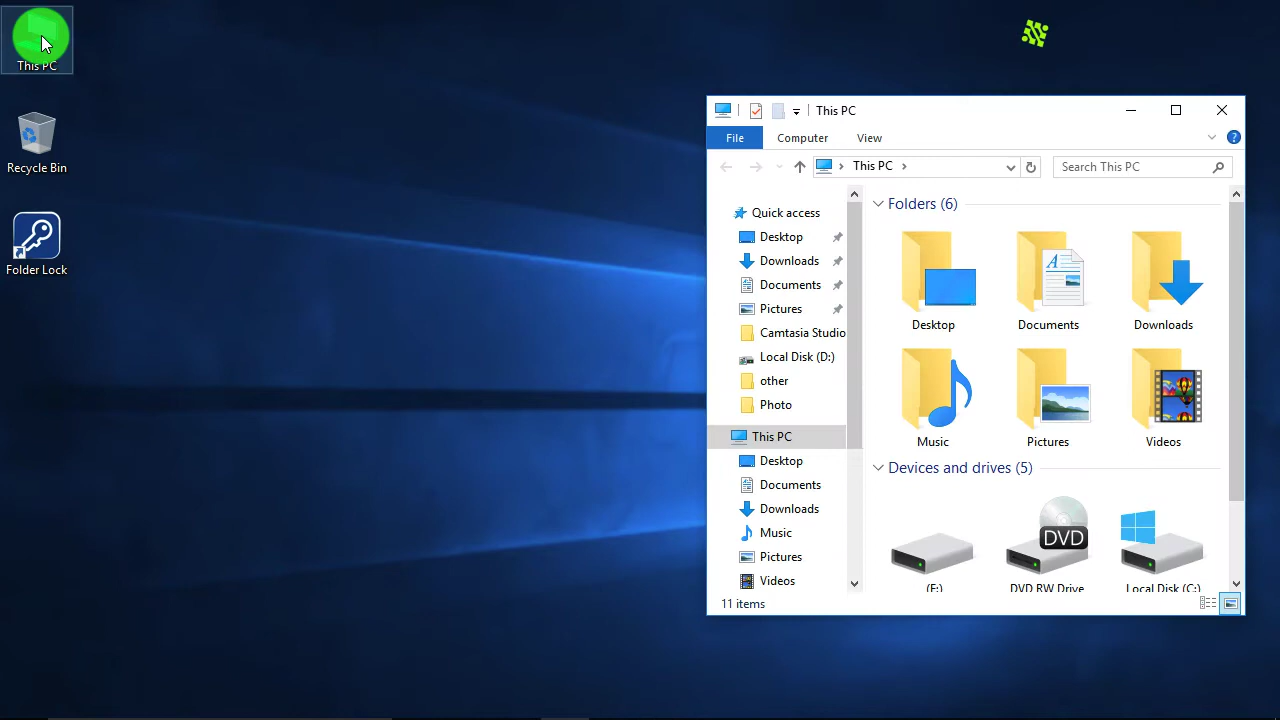 This PC
Recycle Bin
Folder Lock
This PC
File
Computer
View
This PC
Search This PC
Quick access
Desktop
Downloads
Documents
Pictures
Camtasia Studio
Local Disk (D:)
other
Photo
This PC
Desktop
Documents
Downloads
Music
Pictures
Videos
Folders (6)
Desktop
Documents
Downloads
Music
Pictures
Videos
Devices and drives (5)
DVD
(F:)
DVD RW Drive
Local Disk (C:)
11 items